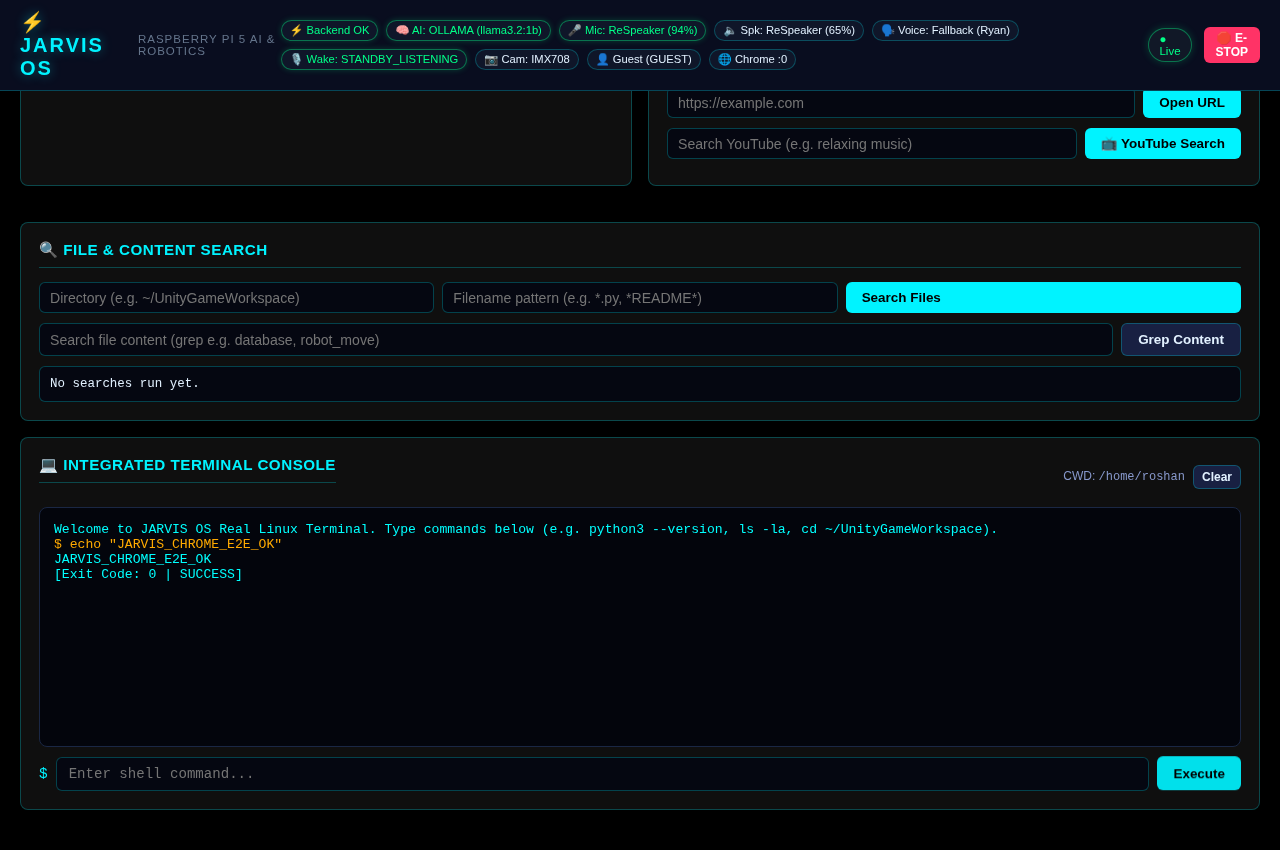 ⚡
JARVIS
OS
RASPBERRY PI 5 AI &
ROBOTICS
⚡ Backend OK
🧠 AI: OLLAMA (llama3.2:1b)
🎤 Mic: ReSpeaker (94%)
🔈 Spk: ReSpeaker (65%)
🗣️ Voice: Fallback (Ryan)
🎙️ Wake: STANDBY_LISTENING
📷 Cam: IMX708
👤 Guest (GUEST)
🌐 Chrome :0
● Live
🛑 E-STOP
https://example.com
Open URL
Search YouTube (e.g. relaxing music)
📺 YouTube Search
🔍 FILE & CONTENT SEARCH
Directory (e.g. ~/UnityGameWorkspace)
Filename pattern (e.g. *.py, *README*)
Search Files
Search file content (grep e.g. database, robot_move)
Grep Content
No searches run yet.
💻 INTEGRATED TERMINAL CONSOLE
CWD: /home/roshan
Clear
Welcome to JARVIS OS Real Linux Terminal. Type commands below (e.g. python3 --version, ls -la, cd ~/UnityGameWorkspace).
$ echo "JARVIS_CHROME_E2E_OK"
JARVIS_CHROME_E2E_OK
[Exit Code: 0 | SUCCESS]
$
Enter shell command...
Execute